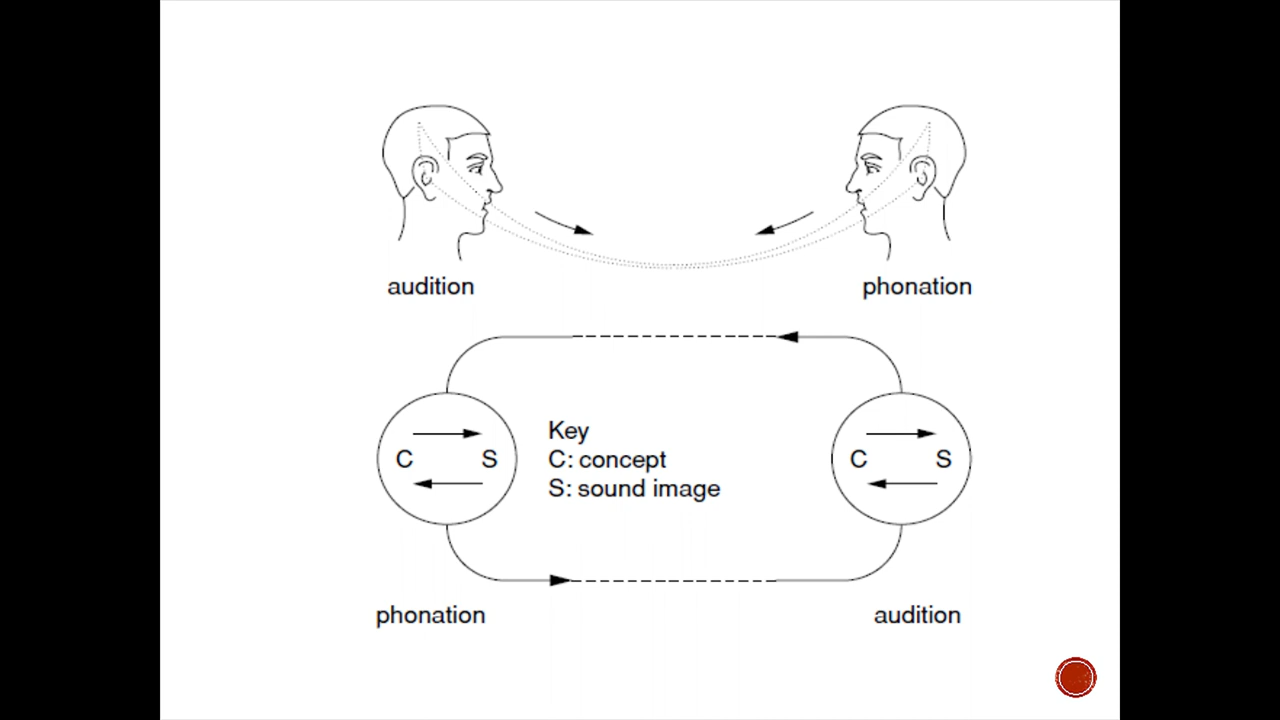 audition
phonation
C S
Key
C: concept
S: sound image
C S
phonation
audition